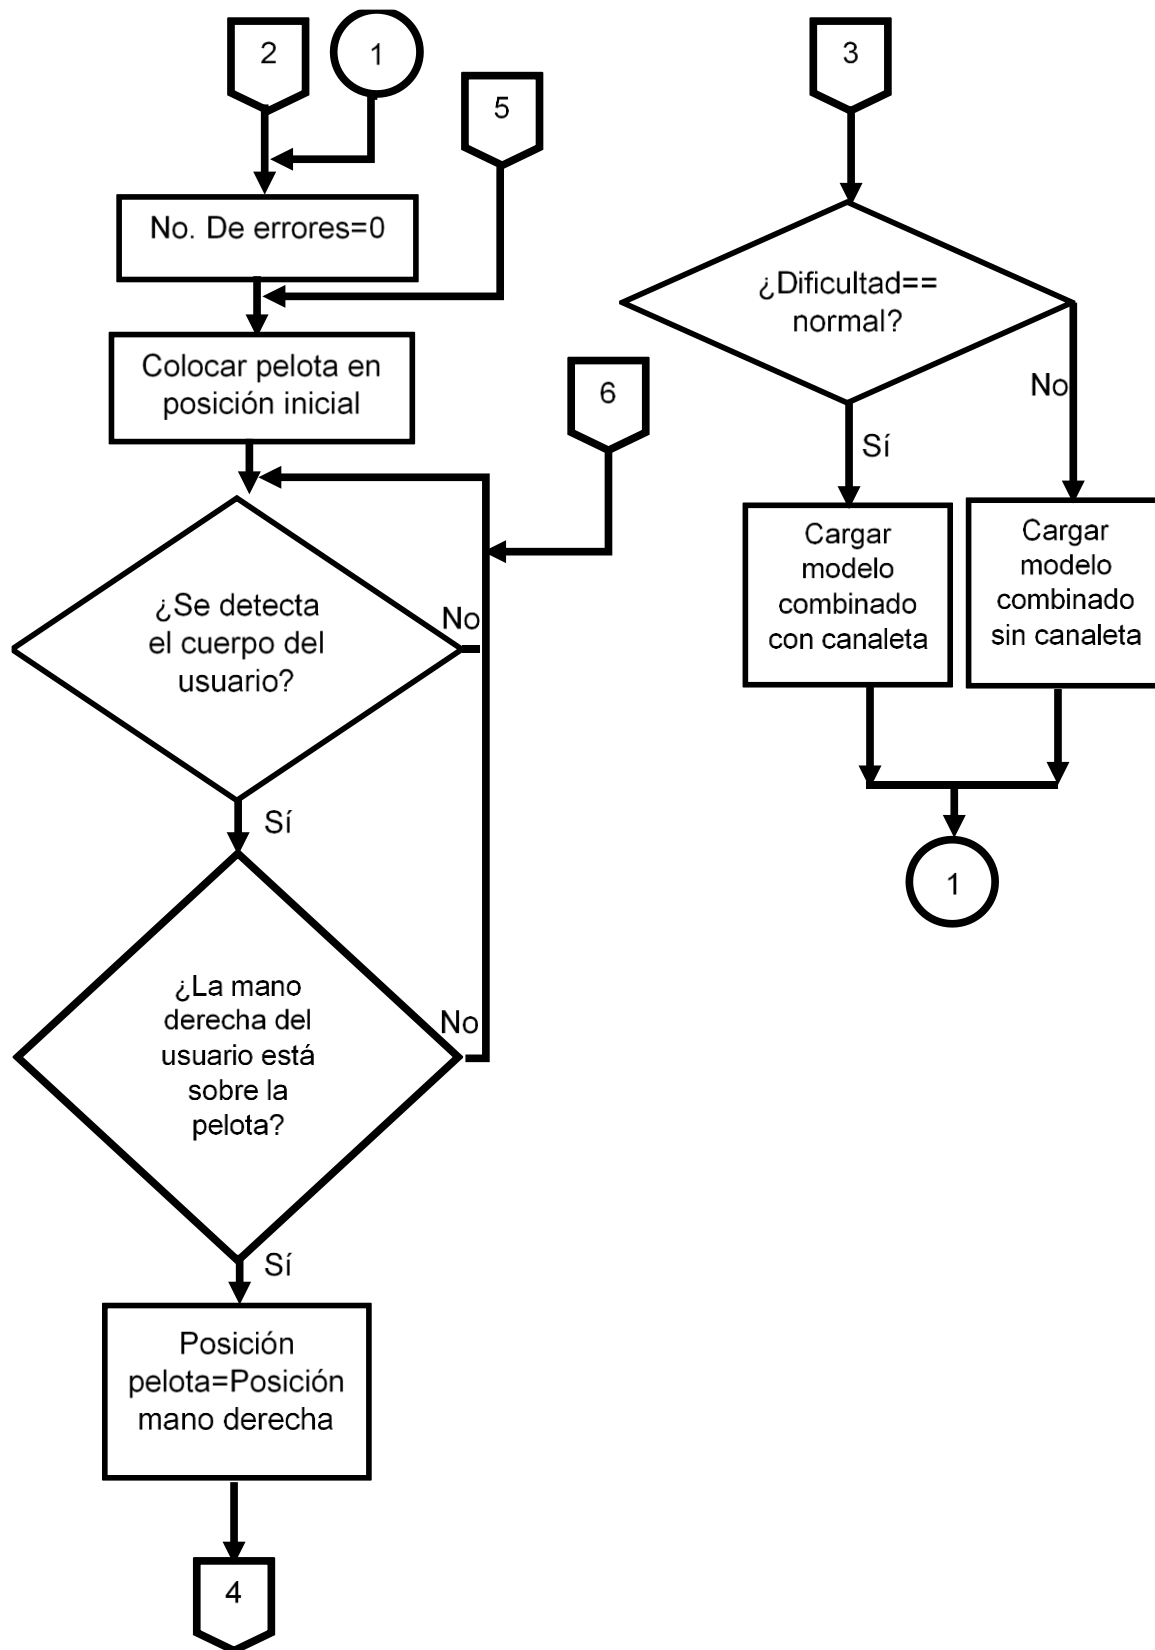 2
1
5
No. De errores=0
Colocar pelota en
posición inicial
6
¿Se detecta
el cuerpo del
usuario?
No
Sí
¿La mano
derecha del
usuario está
sobre la
pelota?
No
Sí
Posición
pelota=Posición
mano derecha
4
3
¿Dificultad==
normal?
No
Sí
Cargar
modelo
combinado
con canaleta
Cargar
modelo
combinado
sin canaleta
1